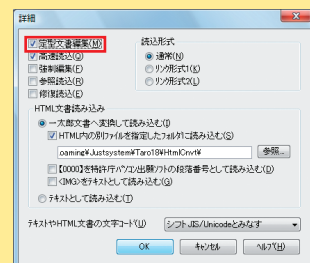 詳細
定型文書編集(M)
高速読込(Q)
強制編集(F)
参照読込(S)
修復読込(E)
読込形式
通常(N)
リンク形式1(K)
リンク形式2(L)
HTML文書読み込み
一太郎文書へ変換して読み込む(I)
HTML内の別ファイルを指定したフォルダに読み込む(S)
oaming¥Justsystem¥Taro18¥HtmlCnvt¥
参照...
【0000】を特許庁パソコン出願ソフトの段落番号として読み込む(D)
<IMG>をテキストとして読み込む(G)
テキストとして読み込む(T)
テキストやHTML文書の文字コード(U)
シフトJIS/Unicodeとみなす
OK
キャンセル
ヘルプ(H)